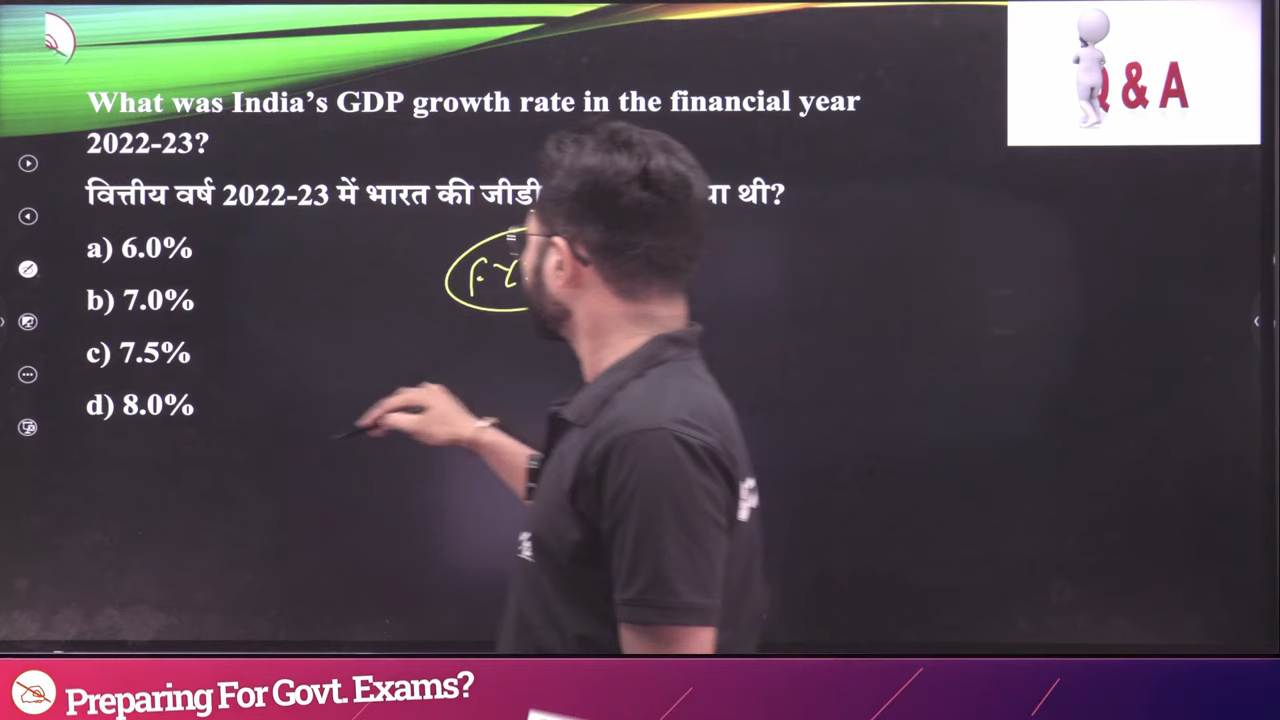 Q & A
What was India's GDP growth rate in the financial year
2022-23?
वित्तीय वर्ष 2022-23 में भारत की जीडी या थी?
a) 6.0%
F.Y
b) 7.0%
c) 7.5%
d) 8.0%
Preparing For Govt. Exams?